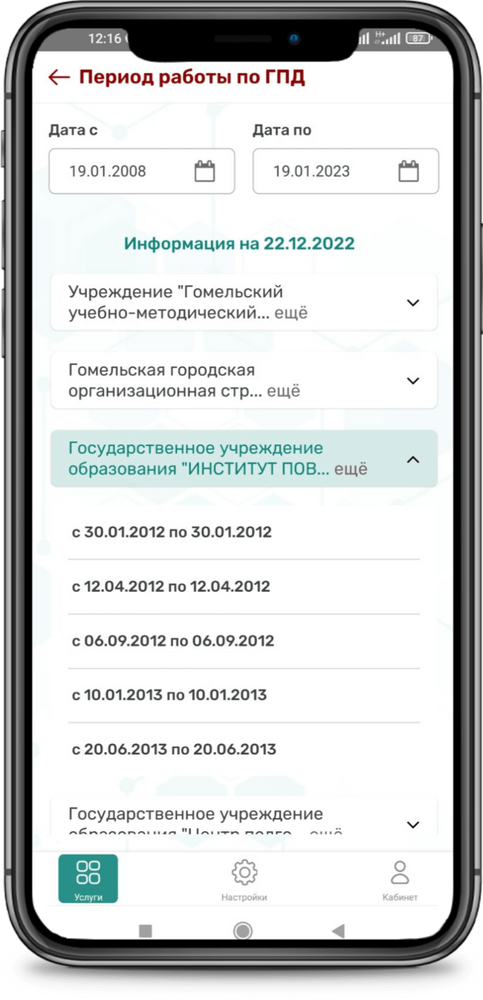 12:16
H+
87
Период работы по ГПД
Дата с
Дата по
19.01.2008
19.01.2023
Информация на 22.12.2022
Учреждение "Гомельский
учебно-методический... ещё
Гомельская городская
организационная стр... ещё
Государственное учреждение
образования "ИНСТИТУТ ПОВ... ещё
с 30.01.2012 по 30.01.2012
с 12.04.2012 по 12.04.2012
с 06.09.2012 по 06.09.2012
с 10.01.2013 по 10.01.2013
с 20.06.2013 по 20.06.2013
Государственное учреждение
образования "Центр подго... ещё
Услуги
Настройки
Кабинет